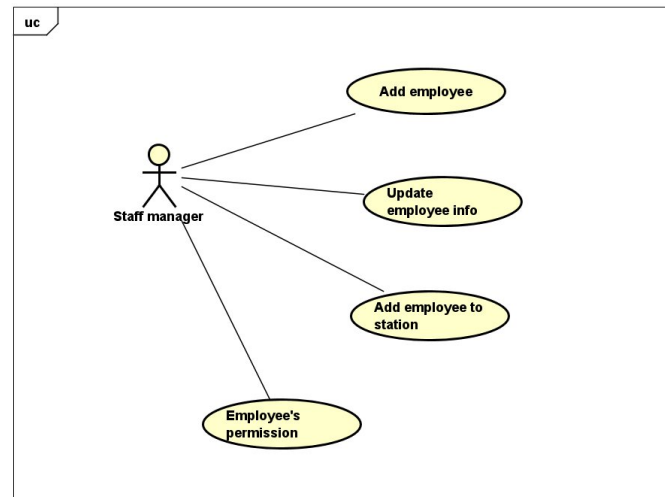 uc
Add employee
Update
employee info
Staff manager
Add employee to
station
Employee's
permission